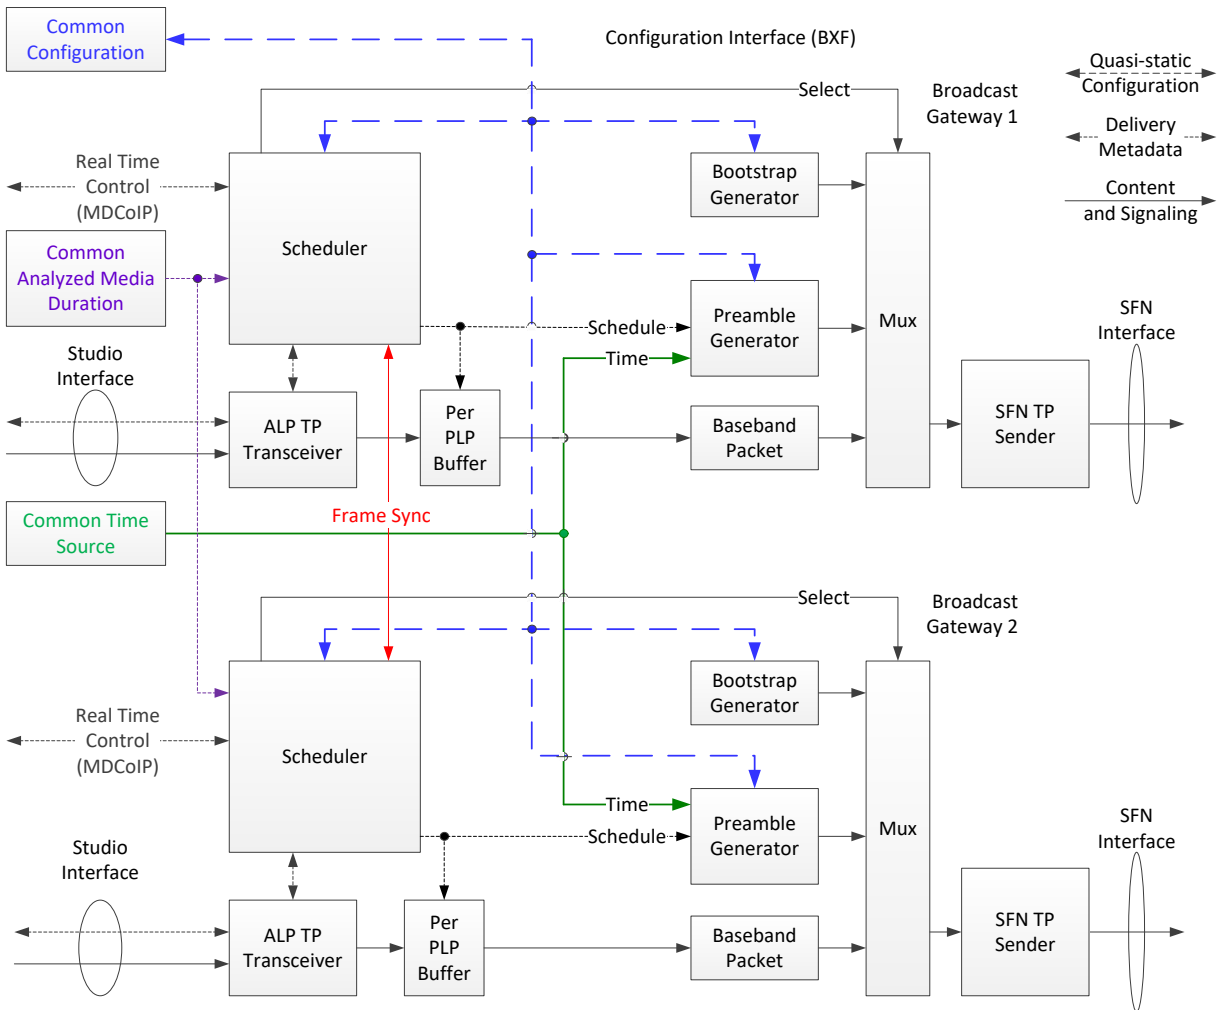 Common
Configuration
Configuration Interface (BXF)
Quasi-static
Configuration
Select
Broadcast
Gateway 1
Delivery
Metadata
Real Time
Control
(MDCoIP)
Scheduler
Bootstrap
Generator
Content
and Signaling
Common
Analyzed Media
Duration
Preamble
Generator
Mux
SFN
Interface
Schedule
Time
Studio
Interface
ALP TP
Transceiver
Per
PLP
Buffer
Baseband
Packet
SFN TP
Sender
Common Time
Source
Frame Sync
Select
Broadcast
Gateway 2
Real Time
Control
(MDCoIP)
Scheduler
Bootstrap
Generator
Time
Schedule
Preamble
Generator
Mux
SFN
Interface
Studio
Interface
ALP TP
Transceiver
Per
PLP
Buffer
Baseband
Packet
SFN TP
Sender